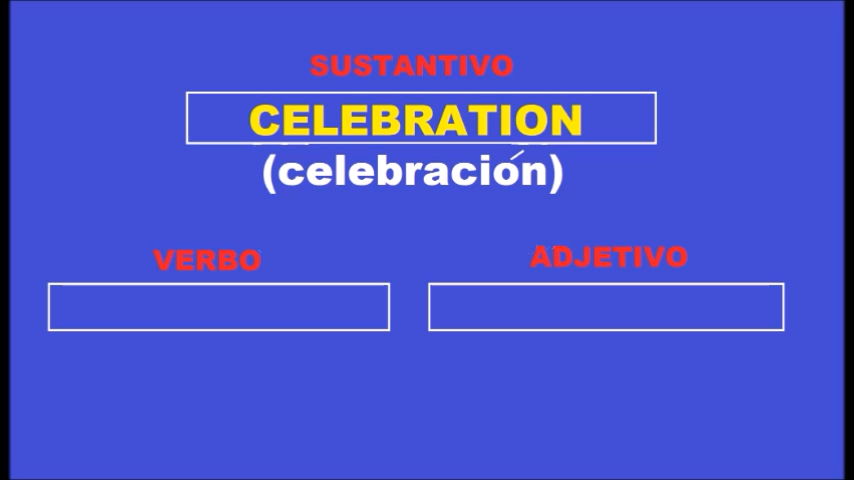 SUSTANTIVO
CELEBRATION
(celebración)
VERBO
ADJETIVO